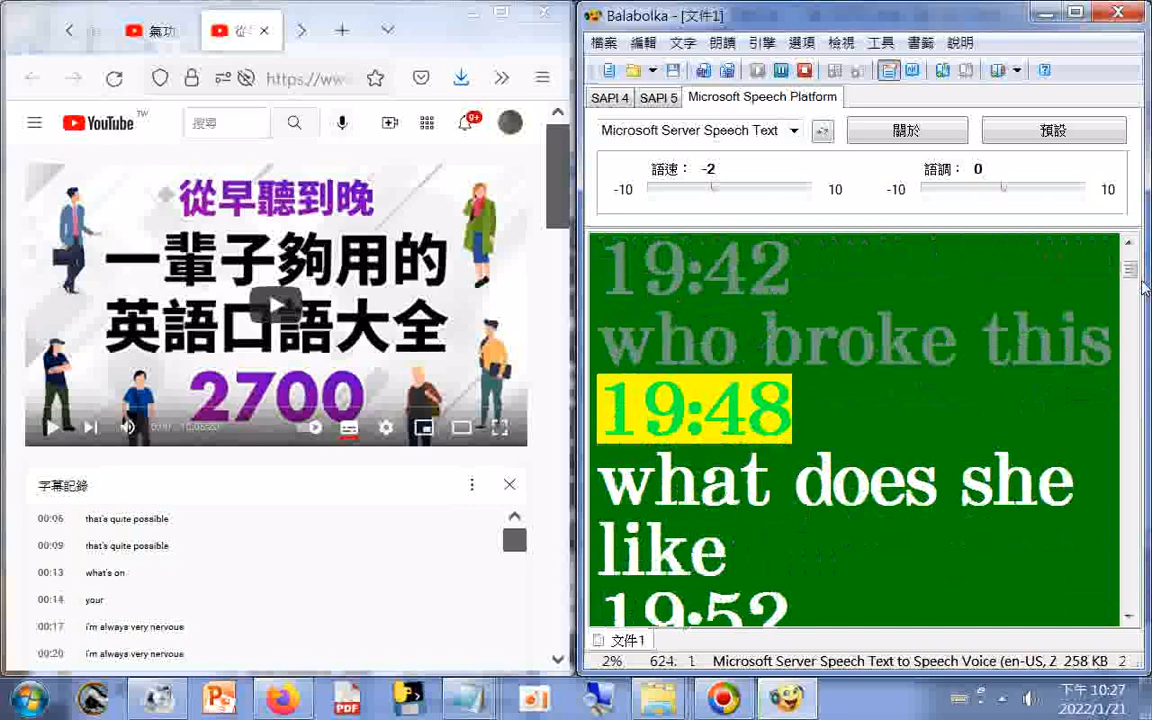 氣功
https://www
YouTube TW
搜尋
9+
從早聽到晚
一輩子夠用的
英語口語大全
2700
字幕記錄
00:06 that's quite possible
00:09 that's quite possible
00:13 what's on
00:14 your
00:17 i'm always very nervous
00:20 i'm always very nervous
Balabolka - [文件1]
檔案 編輯 文字 朗讀 引擎 選項 檢視 工具 書籤 說明
SAPI 4 SAPI 5 Microsoft Speech Platform
Microsoft Server Speech Text
+?
關於
預設
語速： -2
語調： 0
-10 10 -10 10
19:42
who broke this
19:48
what does she
like
19:52
文件1
2% 624: 1 Microsoft Server Speech Text to Speech Voice (en-US, Z 258 KB 2
PDF
下午 10:27
2022/1/21